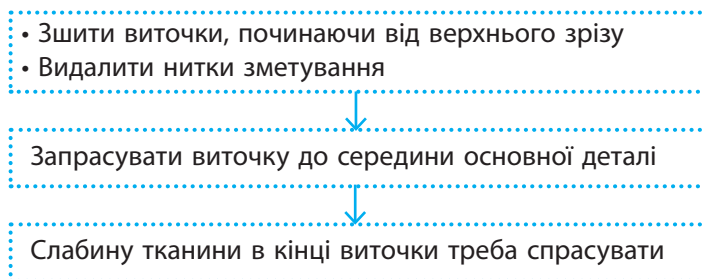 • Зшити виточки, починаючи від верхнього зрізу
• Видалити нитки зметування
Запрасувати виточку до середини основної деталі
Слабину тканини в кінці виточки треба спрасувати